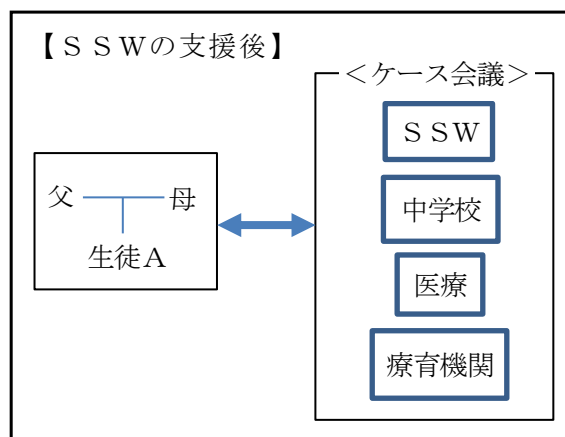 【ＳＳＷの支援後】
＜ケース会議＞
ＳＳＷ
中学校
医療
療育機関
父 母
生徒Ａ